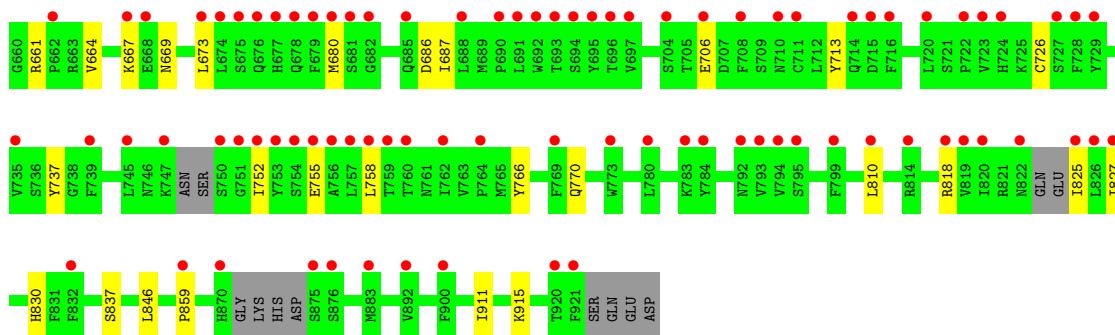 G660 R661 P662 R663 V664 K667 E668 N669 L673 L674 S675 Q676 H677 Q678 F679 M680 S681 G682 Q685 D686 I687 L688 M689 P690 L691 W692 T693 S694 Y695 T696 V697 S704 T705 E706 D707 F708 S709 N710 C711 L712 Y713 Q714 D715 F716 L720 S721 P722 V723 H724 K725 C726 S727 F728 Y729
V735 S736 Y737 G738 F739 L745 N746 K747 ASN SER S750 G751 I752 Y753 S754 E755 A756 L757 L758 T759 T760 N761 I762 V763 P764 M765 Y766 F769 Q770 W773 L780 K783 Y784 N792 V793 V794 S795 F799 L810 R814 R818 V819 I820 R821 N822 GLN GLU I825 L826 I827
H830 F831 F832 S837 L846 P859 H870 GLY LYS HIS ASP S875 S876 M883 V892 F900 I911 K915 T920 F921 SER GLN GLU ASP